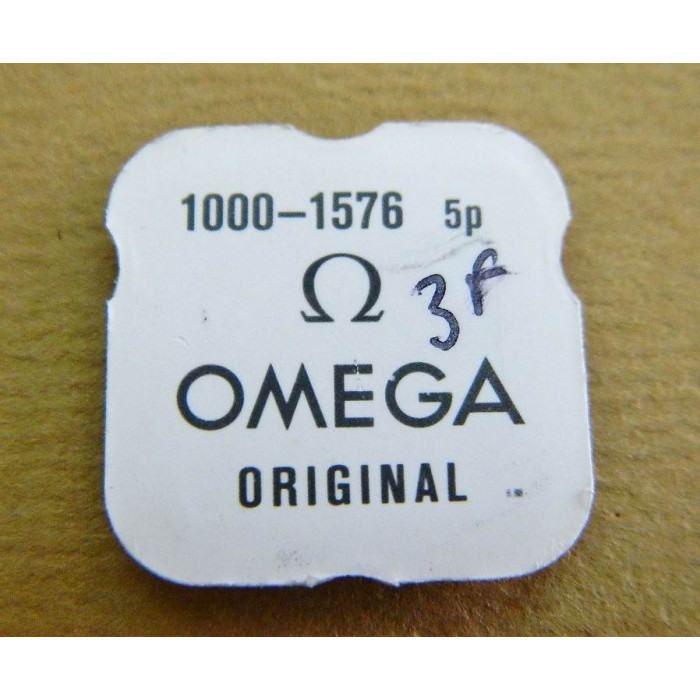 1000-1576 5p
Ω 3f
OMEGA
ORIGINAL